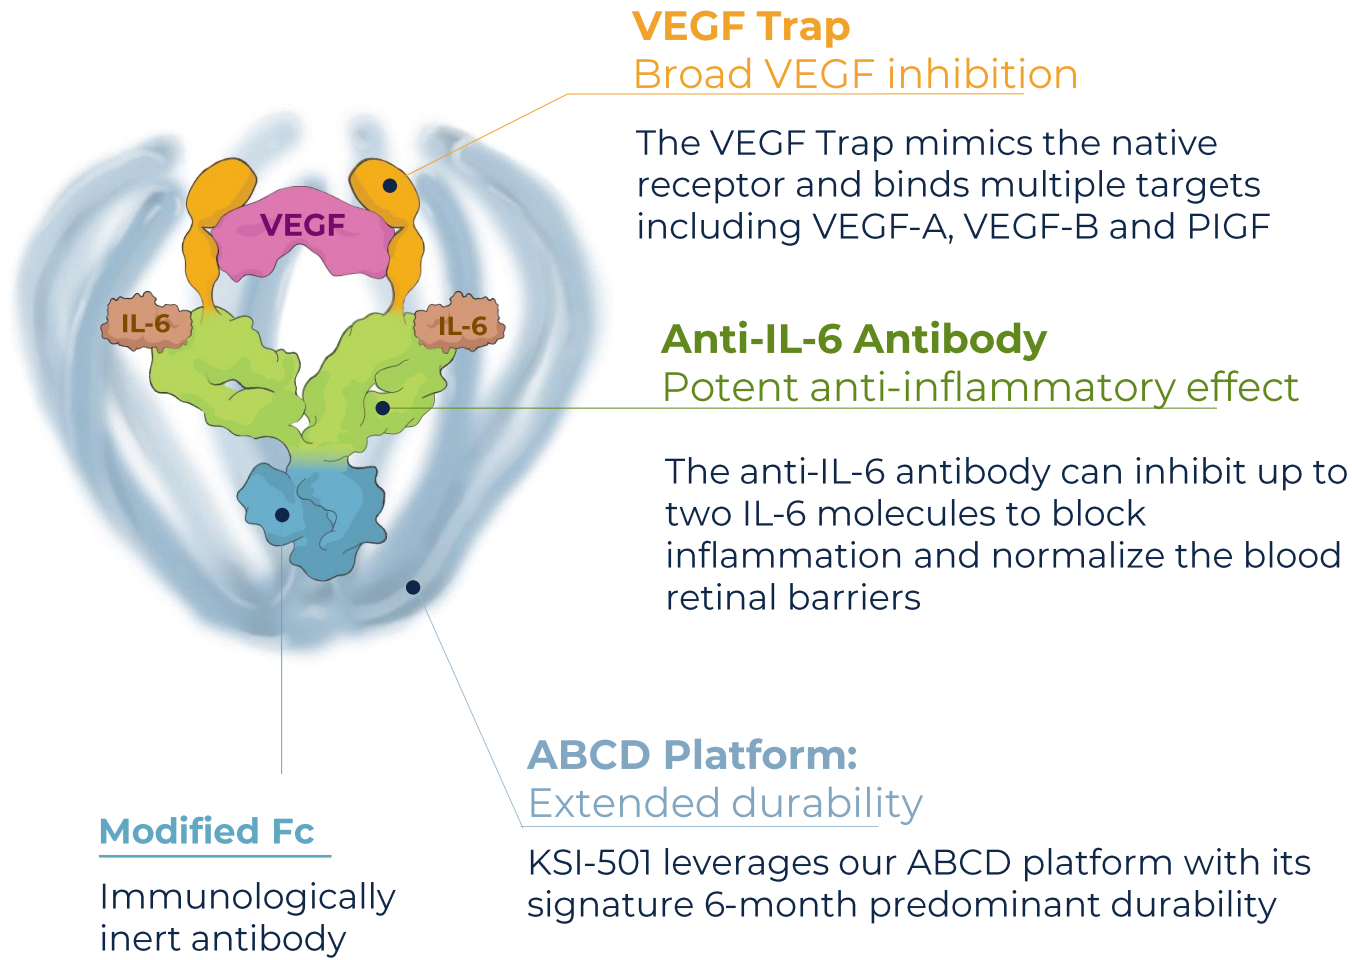 VEGF Trap
Broad VEGF inhibition
The VEGF Trap mimics the native
receptor and binds multiple targets
including VEGF-A, VEGF-B and PIGF
VEGF
IL-6
IL-6
Anti-IL-6 Antibody
Potent anti-inflammatory effect
The anti-IL-6 antibody can inhibit up to
two IL-6 molecules to block
inflammation and normalize the blood
retinal barriers
ABCD Platform:
Extended durability
KSI-501 leverages our ABCD platform with its
signature 6-month predominant durability
Modified Fc
Immunologically
inert antibody